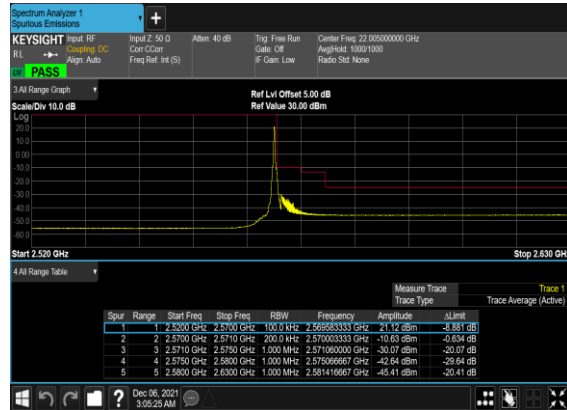 Spectrum Analyzer 1
Spurious Emissions
KEYSIGHT Input: RF Input Z: 50 Ω Atten: 40 dB Trig: Free Run Center Freq: 22.005000000 GHz
RL Coupling: DC Corr CCorr Gate: Off Avg|Hold: 1000/1000
Align: Auto Freq Ref: Int (S) IF Gain: Low Radio Std: None
PASS
3 All Range Graph
Ref Lvl Offset 5.00 dB
Scale/Div 10.0 dB Ref Value 30.00 dBm
Log
20.0
10.0
0.00
-10.0
-20.0
-30.0
-40.0
-50.0
-60.0
Start 2.520 GHz Stop 2.630 GHz
4 All Range Table
Measure Trace Trace 1
Trace Type Trace Average (Active)
Spur Range Start Freq Stop Freq RBW Frequency Amplitude ΔLimit
1 1 2.5200 GHz 2.5700 GHz 100.0 kHz 2.569583333 GHz 21.12 dBm -8.881 dB
2 2 2.5700 GHz 2.5710 GHz 200.0 kHz 2.570003333 GHz -10.63 dBm -0.634 dB
3 3 2.5710 GHz 2.5750 GHz 1.000 MHz 2.571060000 GHz -30.07 dBm -20.07 dB
4 4 2.5750 GHz 2.5800 GHz 1.000 MHz 2.575066667 GHz -42.64 dBm -29.64 dB
5 5 2.5800 GHz 2.6300 GHz 1.000 MHz 2.581416667 GHz -45.41 dBm -20.41 dB
Dec 06, 2021
3:05:25 AM